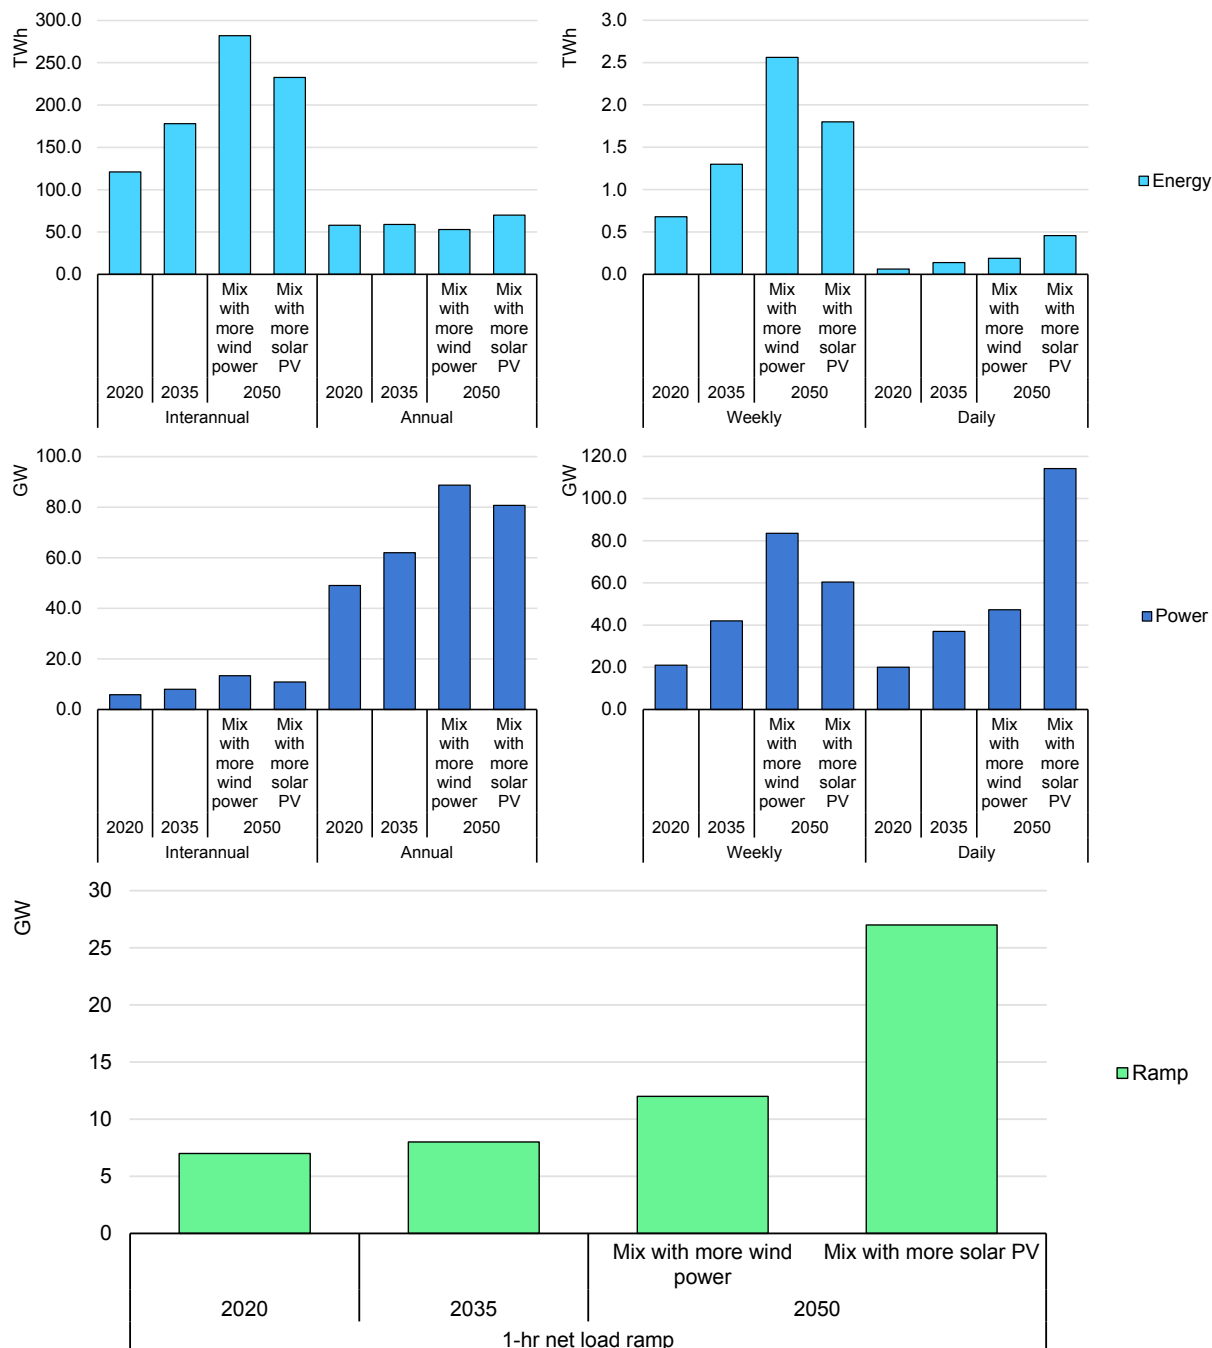 TWh
300.0
250.0
200.0
150.0
100.0
50.0
0.0
Mix with more wind power
Mix with more solar PV
Mix with more wind power
Mix with more solar PV
2020 2035 2050 2020 2035 2050
Interannual Annual
TWh
3.0
2.5
2.0
1.5
1.0
0.5
0.0
Mix with more wind power
Mix with more solar PV
Mix with more wind power
Mix with more solar PV
2020 2035 2050 2020 2035 2050
Weekly Daily
Energy
GW
100.0
80.0
60.0
40.0
20.0
0.0
Mix with more wind power
Mix with more solar PV
Mix with more wind power
Mix with more solar PV
2020 2035 2050 2020 2035 2050
Interannual Annual
GW
120.0
100.0
80.0
60.0
40.0
20.0
0.0
Mix with more wind power
Mix with more solar PV
Mix with more wind power
Mix with more solar PV
2020 2035 2050 2020 2035 2050
Weekly Daily
Power
GW
30
25
20
15
10
5
0
Mix with more wind power
Mix with more solar PV
2020 2035 2050
1-hr net load ramp
Ramp